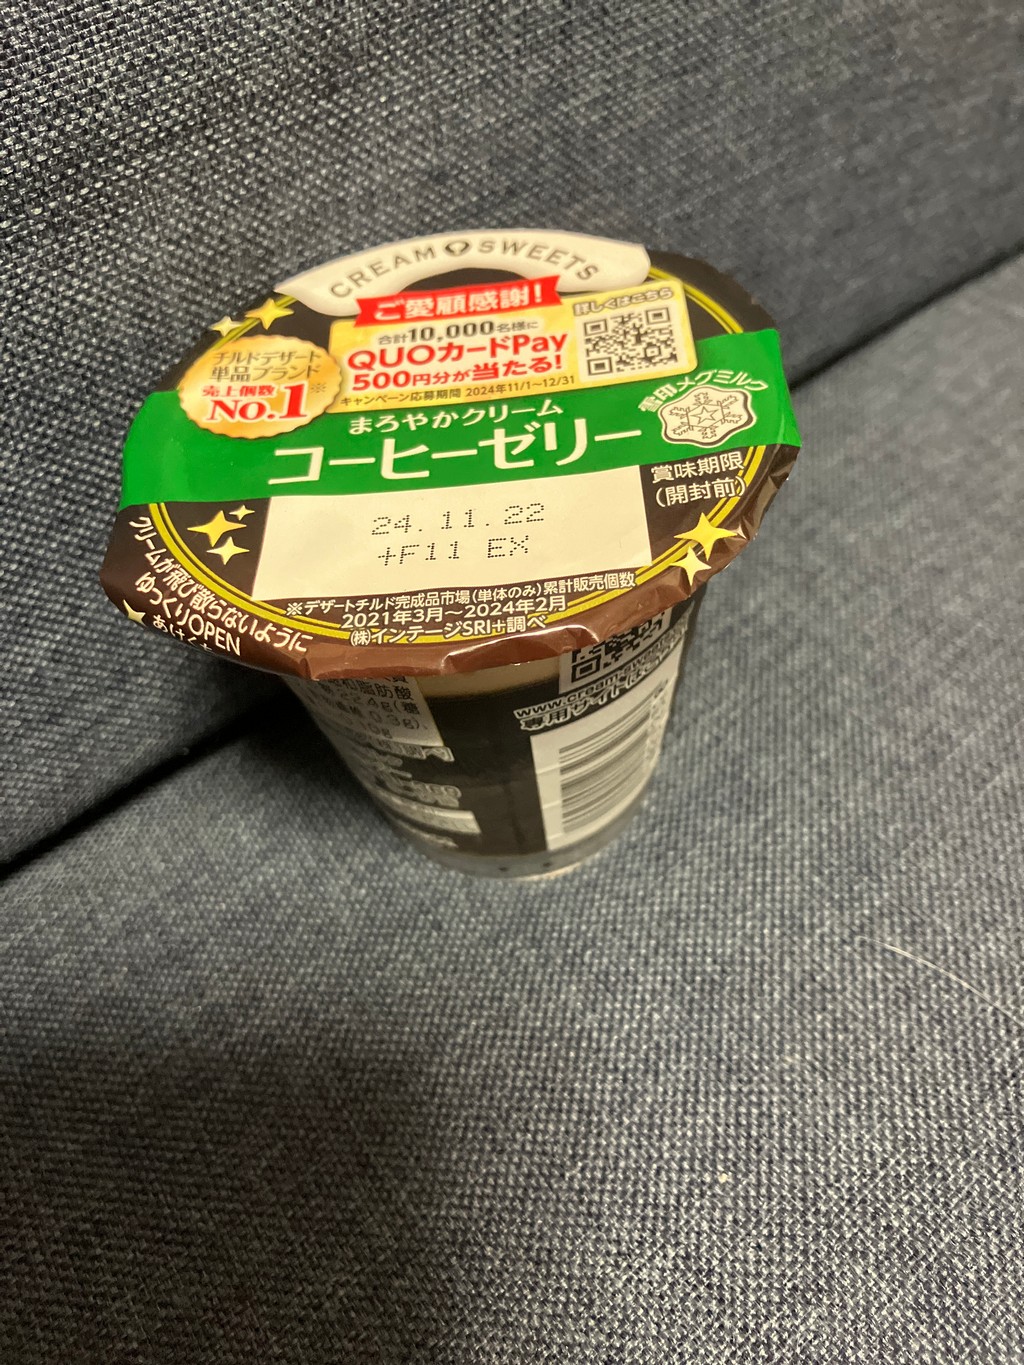 CREAM SWEETS
ご愛顧感謝!
詳しくはこちら
合計10,000名様に
QUOカードPay
500円分が当たる!
キャンペーン応募期間 2024年11/1~12/31
チルドデザート
単品ブランド
売上個数※
No.1
まろやかクリーム
コーヒーゼリー
雪印メグミルク
賞味期限
(開封前)
24.11.22
+F11 EX
※デザートチルド完成品市場(単体のみ)累計販売個数
2021年3月~2024年2月
㈱インテージSRI+調べ
クリームが飛び散らないように
ゆっくりOPEN
専用サイトは